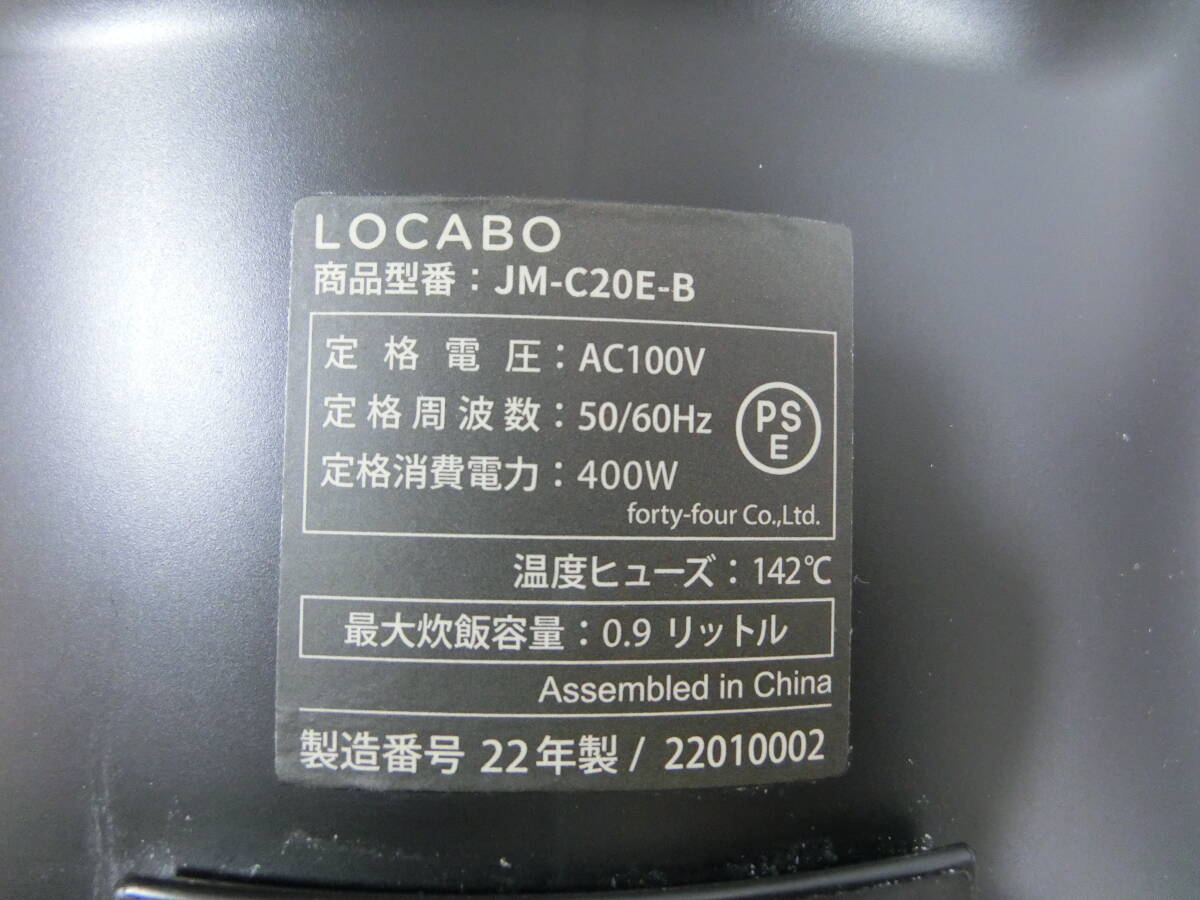 LOCABO
商品型番：JM-C20E-B
定格電圧：AC100V
定格周波数：50/60Hz
PSE
定格消費電力：400W
forty-four Co.,Ltd.
温度ヒューズ：142℃
最大炊飯容量：0.9 リットル
Assembled in China
製造番号 22年製 / 22010002